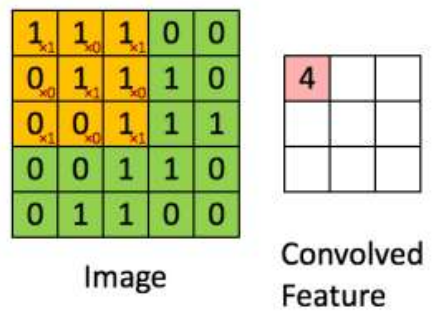 1×1 1×0 1×1 0 0
0×0 1×1 1×0 1 0 4
0×1 0×0 1×1 1 1
0 0 1 1 0
0 1 1 0 0
Image
Convolved
Feature